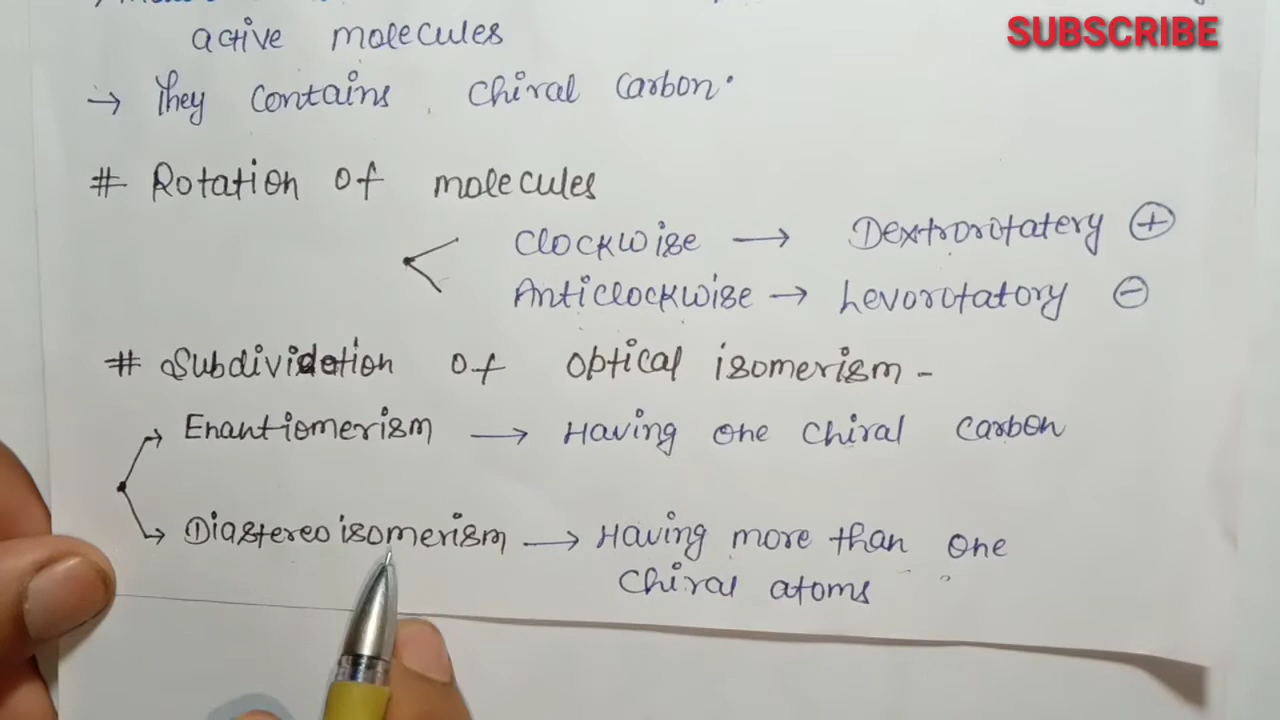 active molecules
SUBSCRIBE
→ They contains chiral carbon.
# Rotation of molecules
Clockwise → Dextrorotatery (+)
Anticlockwise → Levorotatory (-)
# Subdividetion of optical isomerism -
Enantiomerism → Having one chiral carbon
Diastereoisomerism → Having more than one
chiral atoms